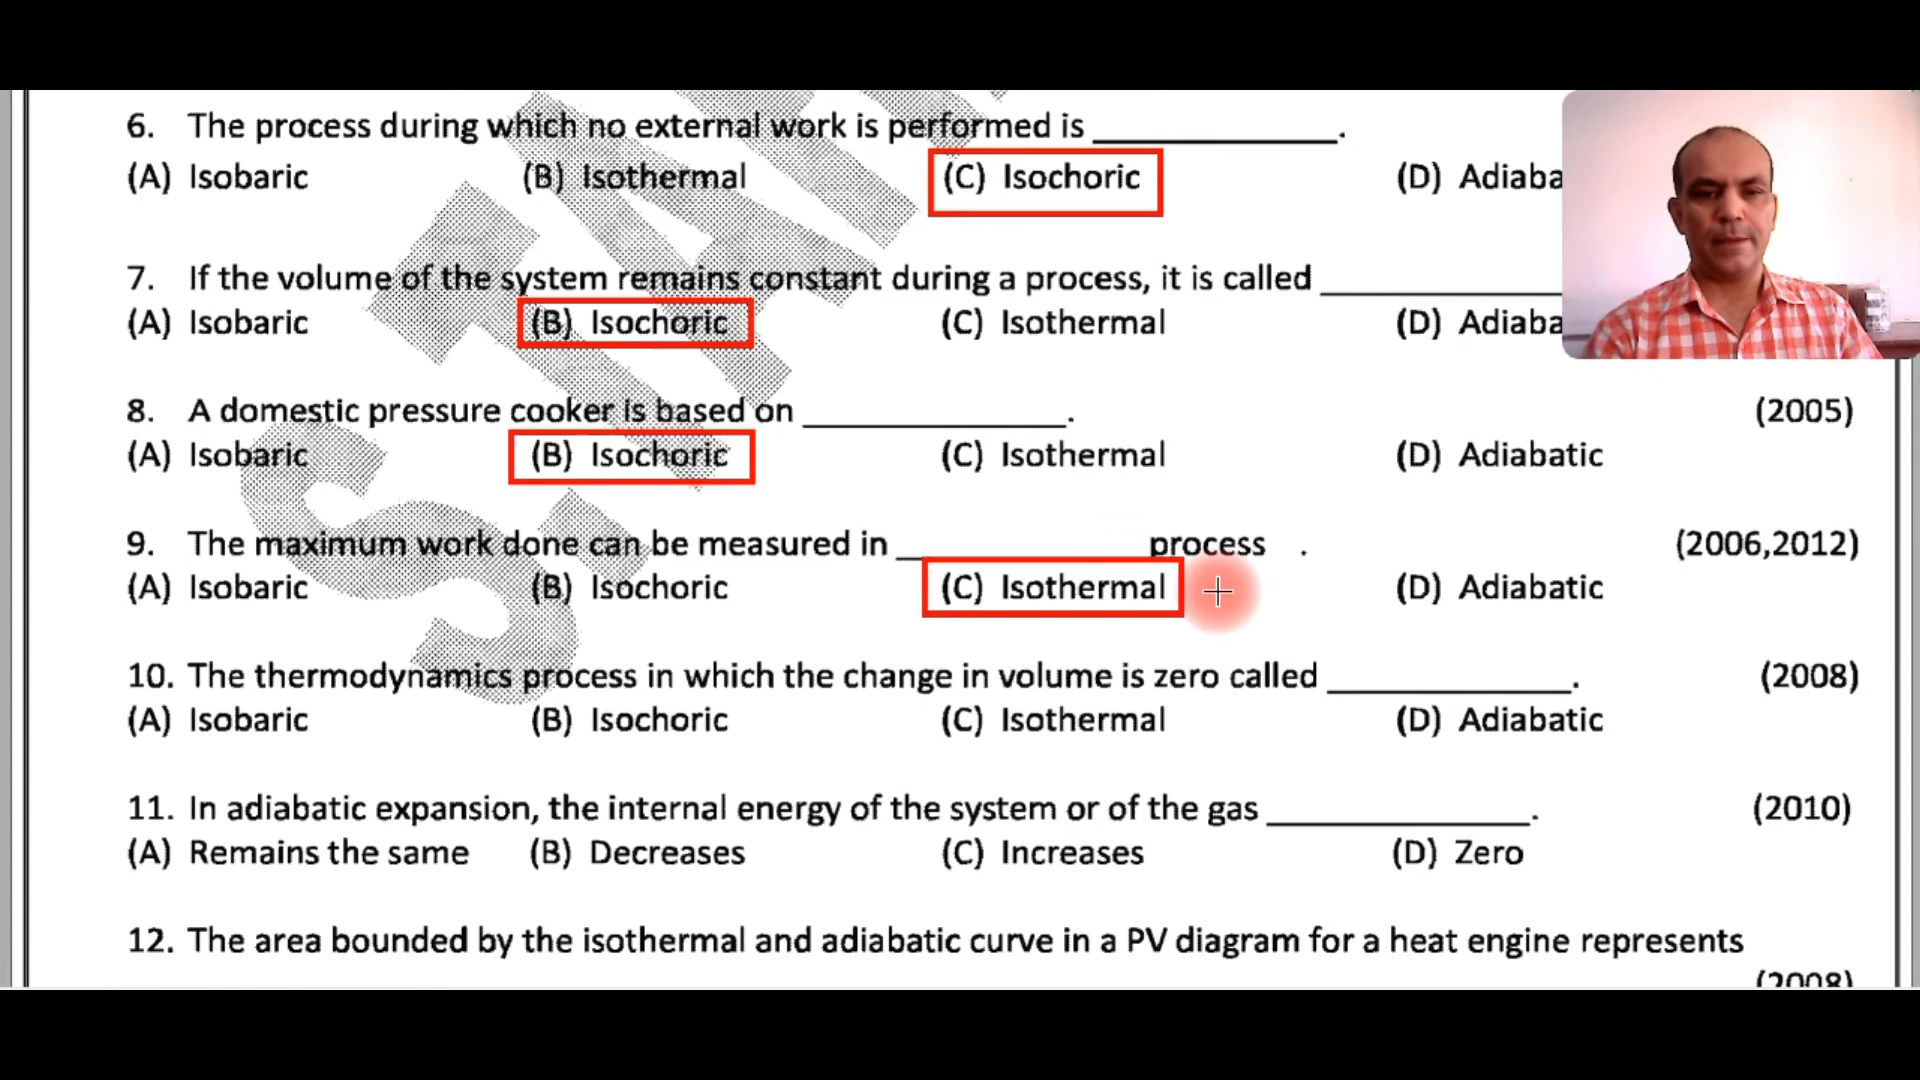 6. The process during which no external work is performed is ____________.
(A) Isobaric (B) Isothermal (C) Isochoric (D) Adiaba
7. If the volume of the system remains constant during a process, it is called ____________
(A) Isobaric (B) Isochoric (C) Isothermal (D) Adiaba
8. A domestic pressure cooker is based on _____________. (2005)
(A) Isobaric (B) Isochoric (C) Isothermal (D) Adiabatic
9. The maximum work done can be measured in ____________ process . (2006,2012)
(A) Isobaric (B) Isochoric (C) Isothermal (D) Adiabatic
10. The thermodynamics process in which the change in volume is zero called ____________. (2008)
(A) Isobaric (B) Isochoric (C) Isothermal (D) Adiabatic
11. In adiabatic expansion, the internal energy of the system or of the gas _____________. (2010)
(A) Remains the same (B) Decreases (C) Increases (D) Zero
12. The area bounded by the isothermal and adiabatic curve in a PV diagram for a heat engine represents
(2008)